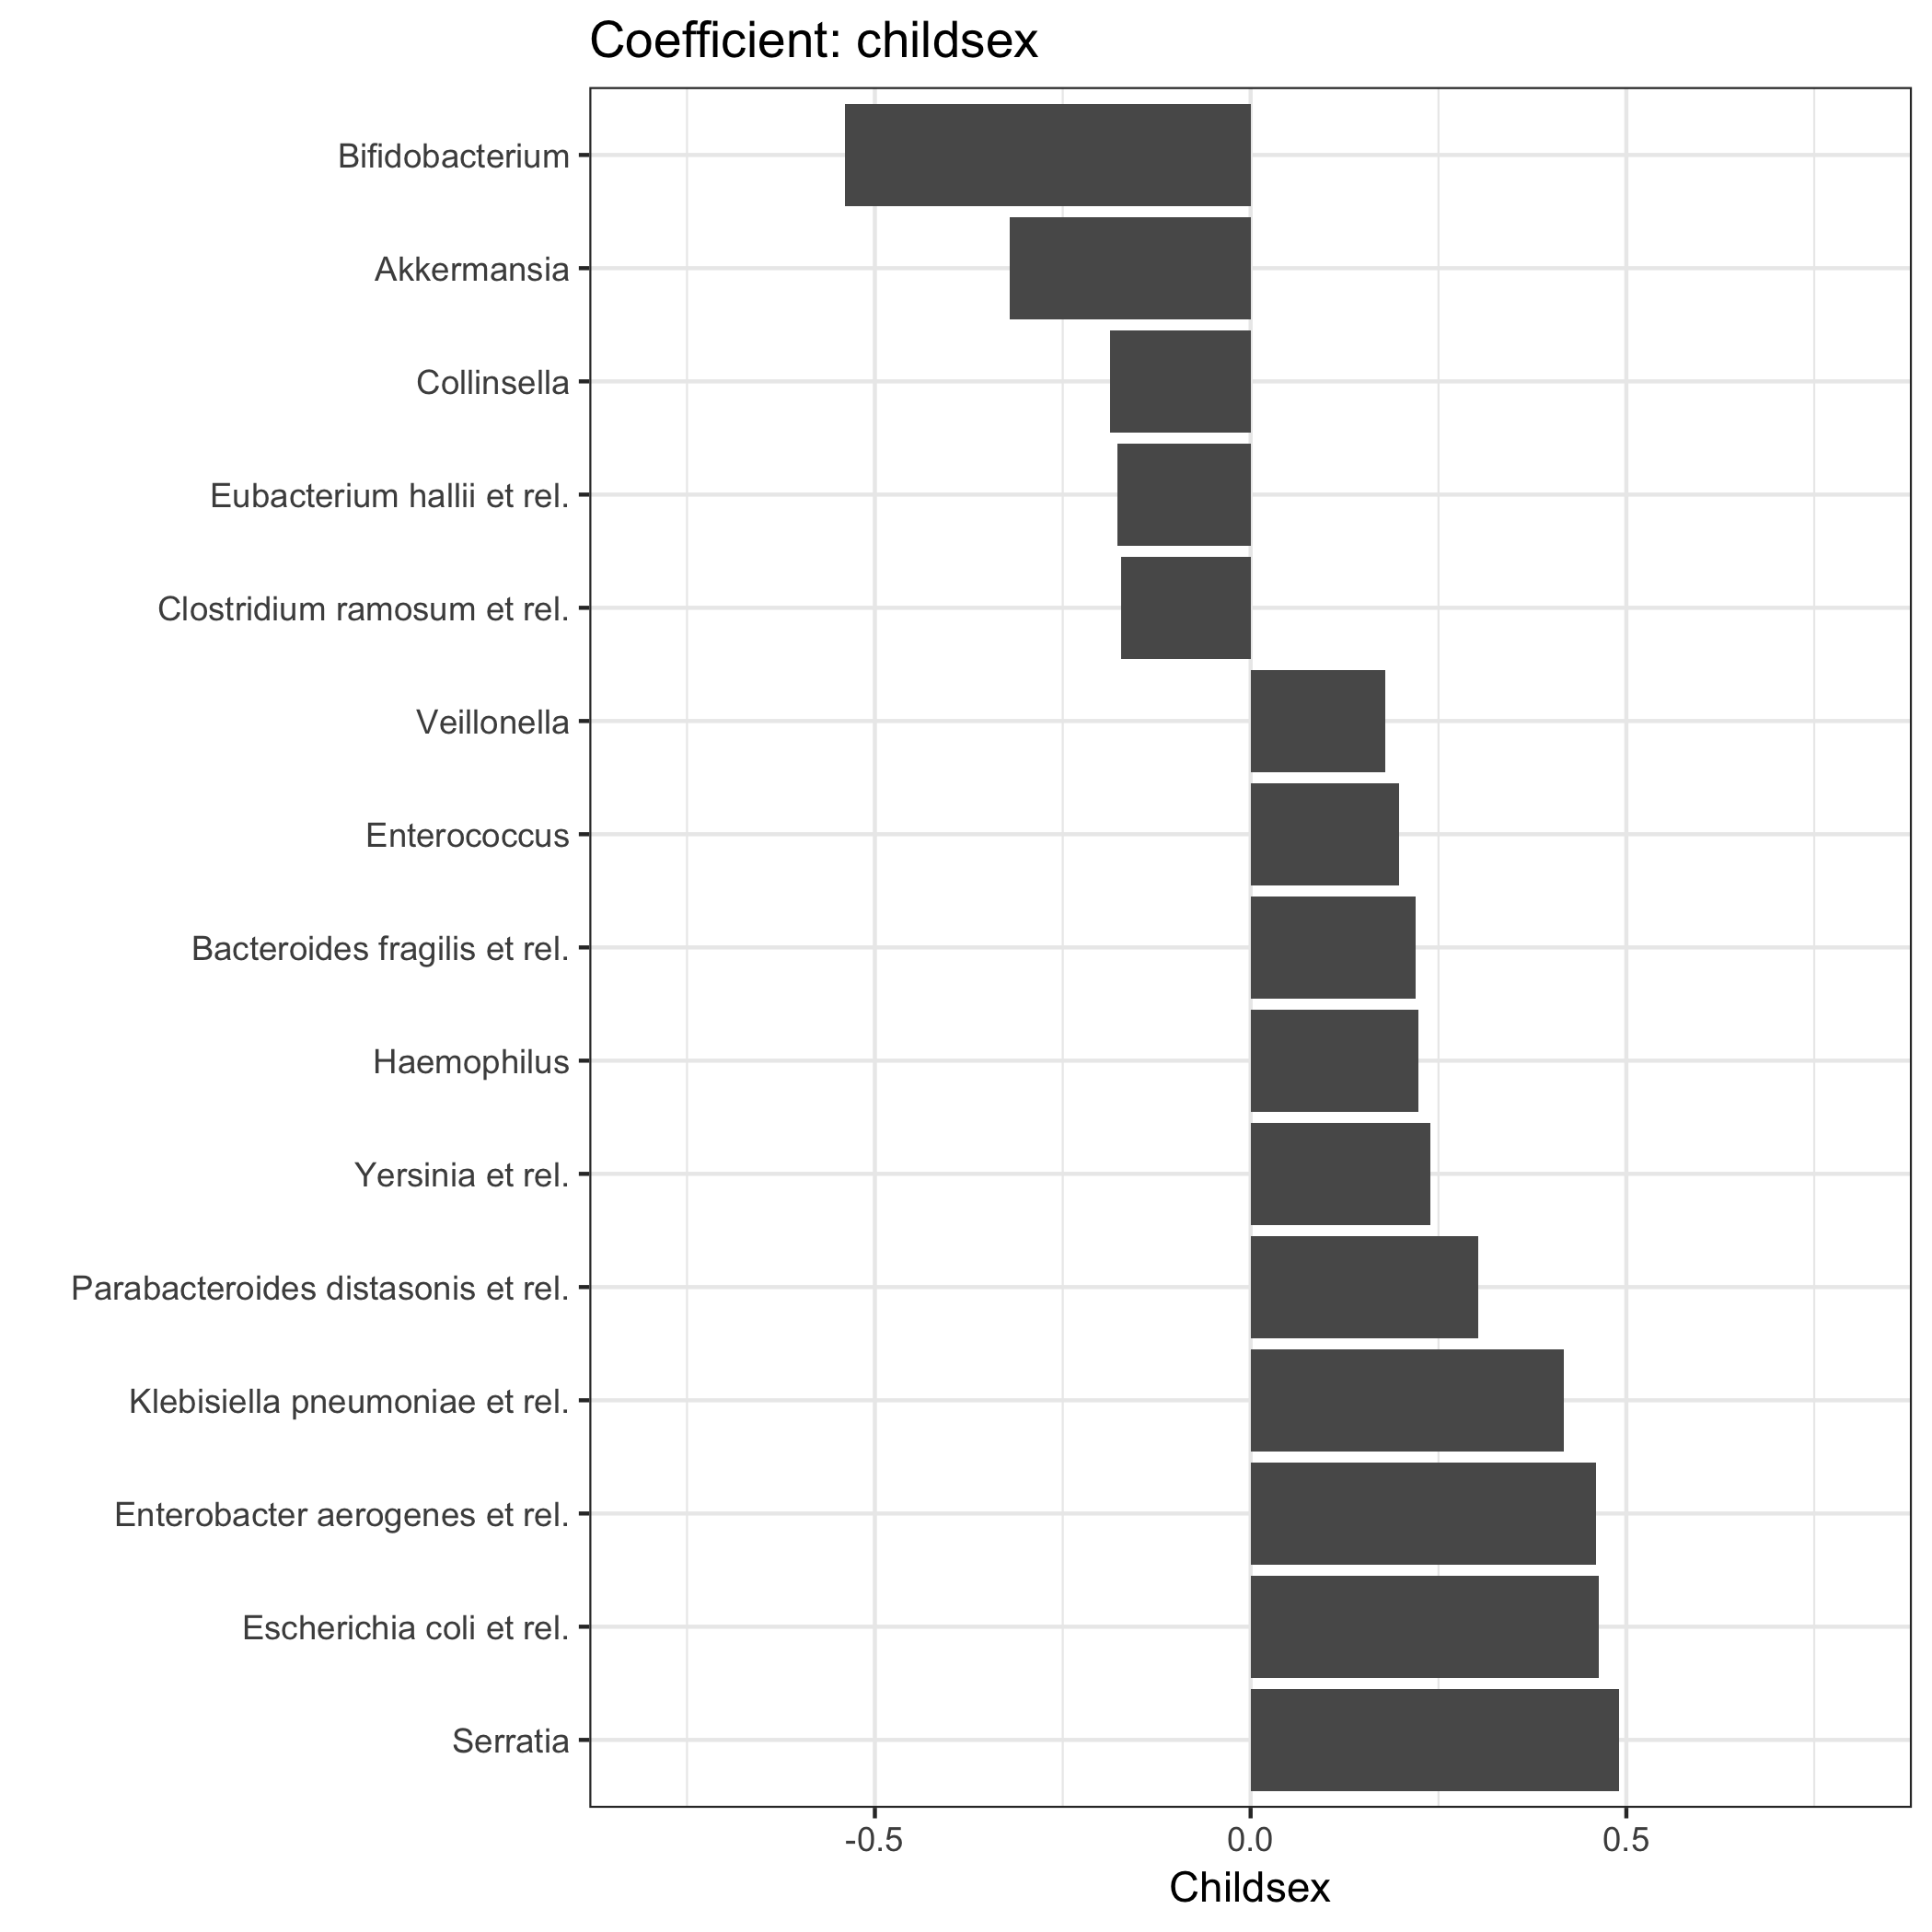 Coefficient: childsex
Bifidobacterium
Akkermansia
Collinsella
Eubacterium hallii et rel.
Clostridium ramosum et rel.
Veillonella
Enterococcus
Bacteroides fragilis et rel.
Haemophilus
Yersinia et rel.
Parabacteroides distasonis et rel.
Klebisiella pneumoniae et rel.
Enterobacter aerogenes et rel.
Escherichia coli et rel.
Serratia
-0.5 0.0 0.5
Childsex